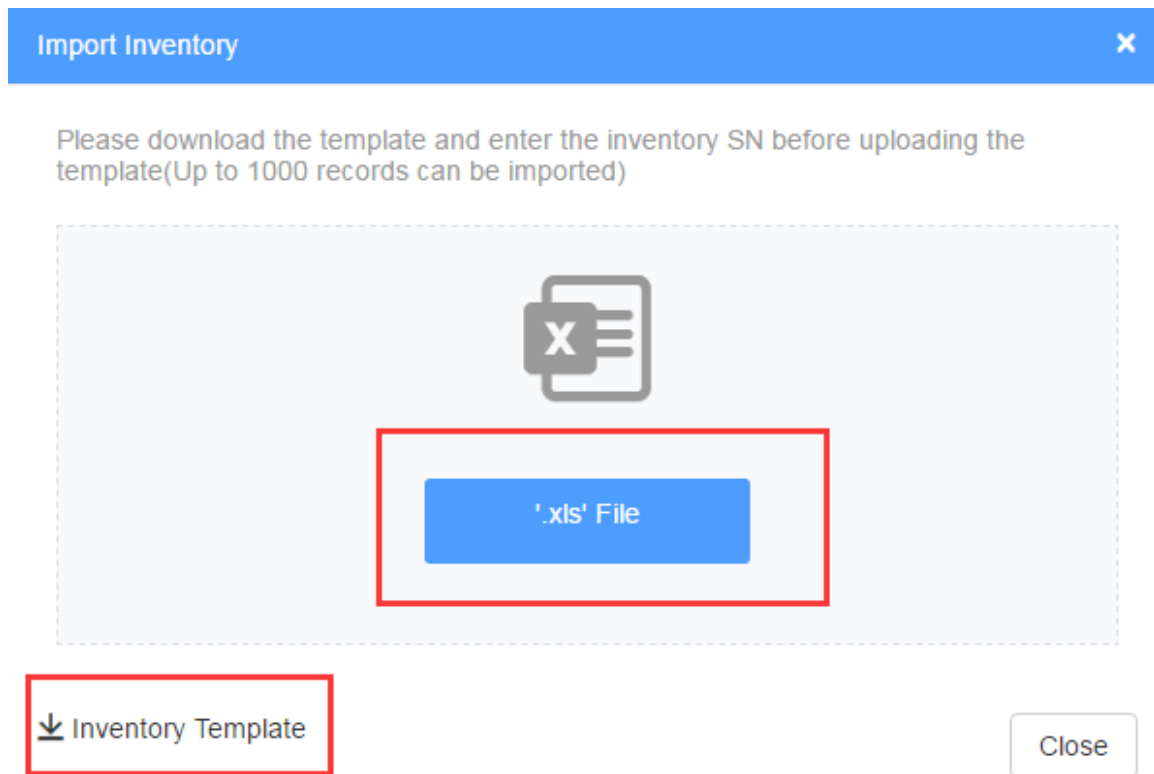 Import Inventory
Please download the template and enter the inventory SN before uploading the
template(Up to 1000 records can be imported)
X
'.xls' File
Inventory Template
Close